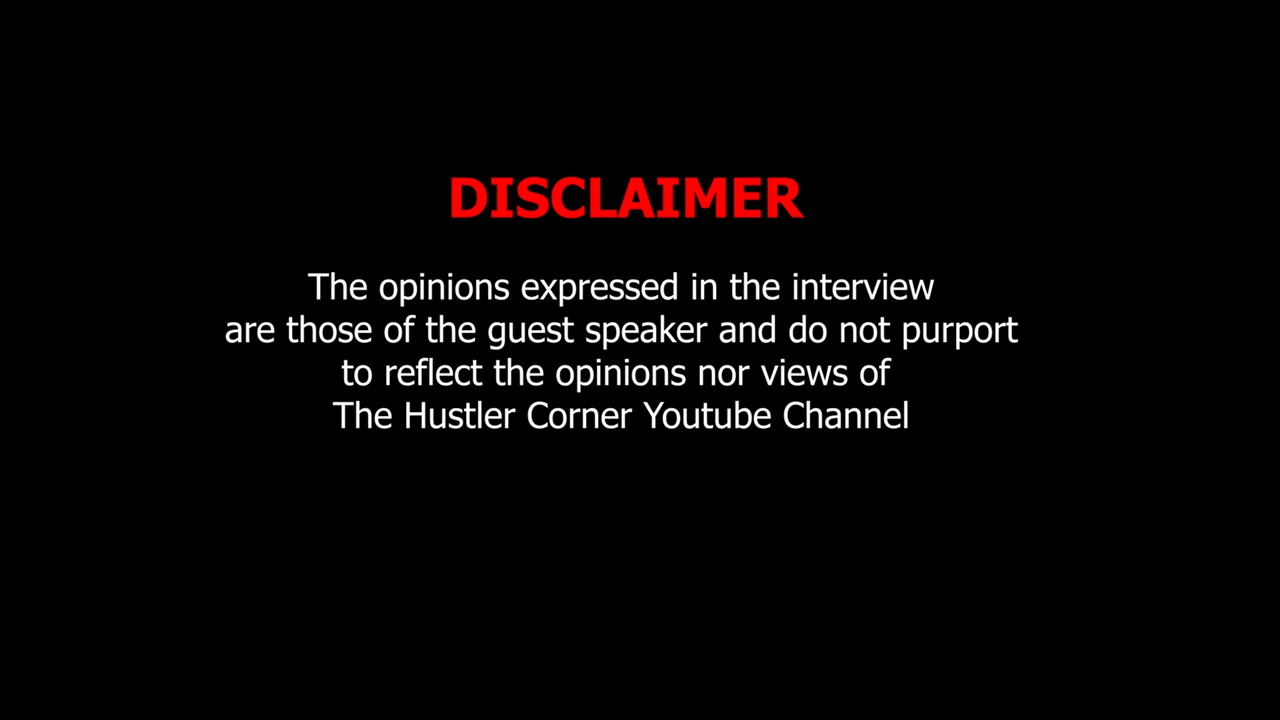 DISCLAIMER
The opinions expressed in the interview
are those of the guest speaker and do not purport
to reflect the opinions nor views of
The Hustler Corner Youtube Channel